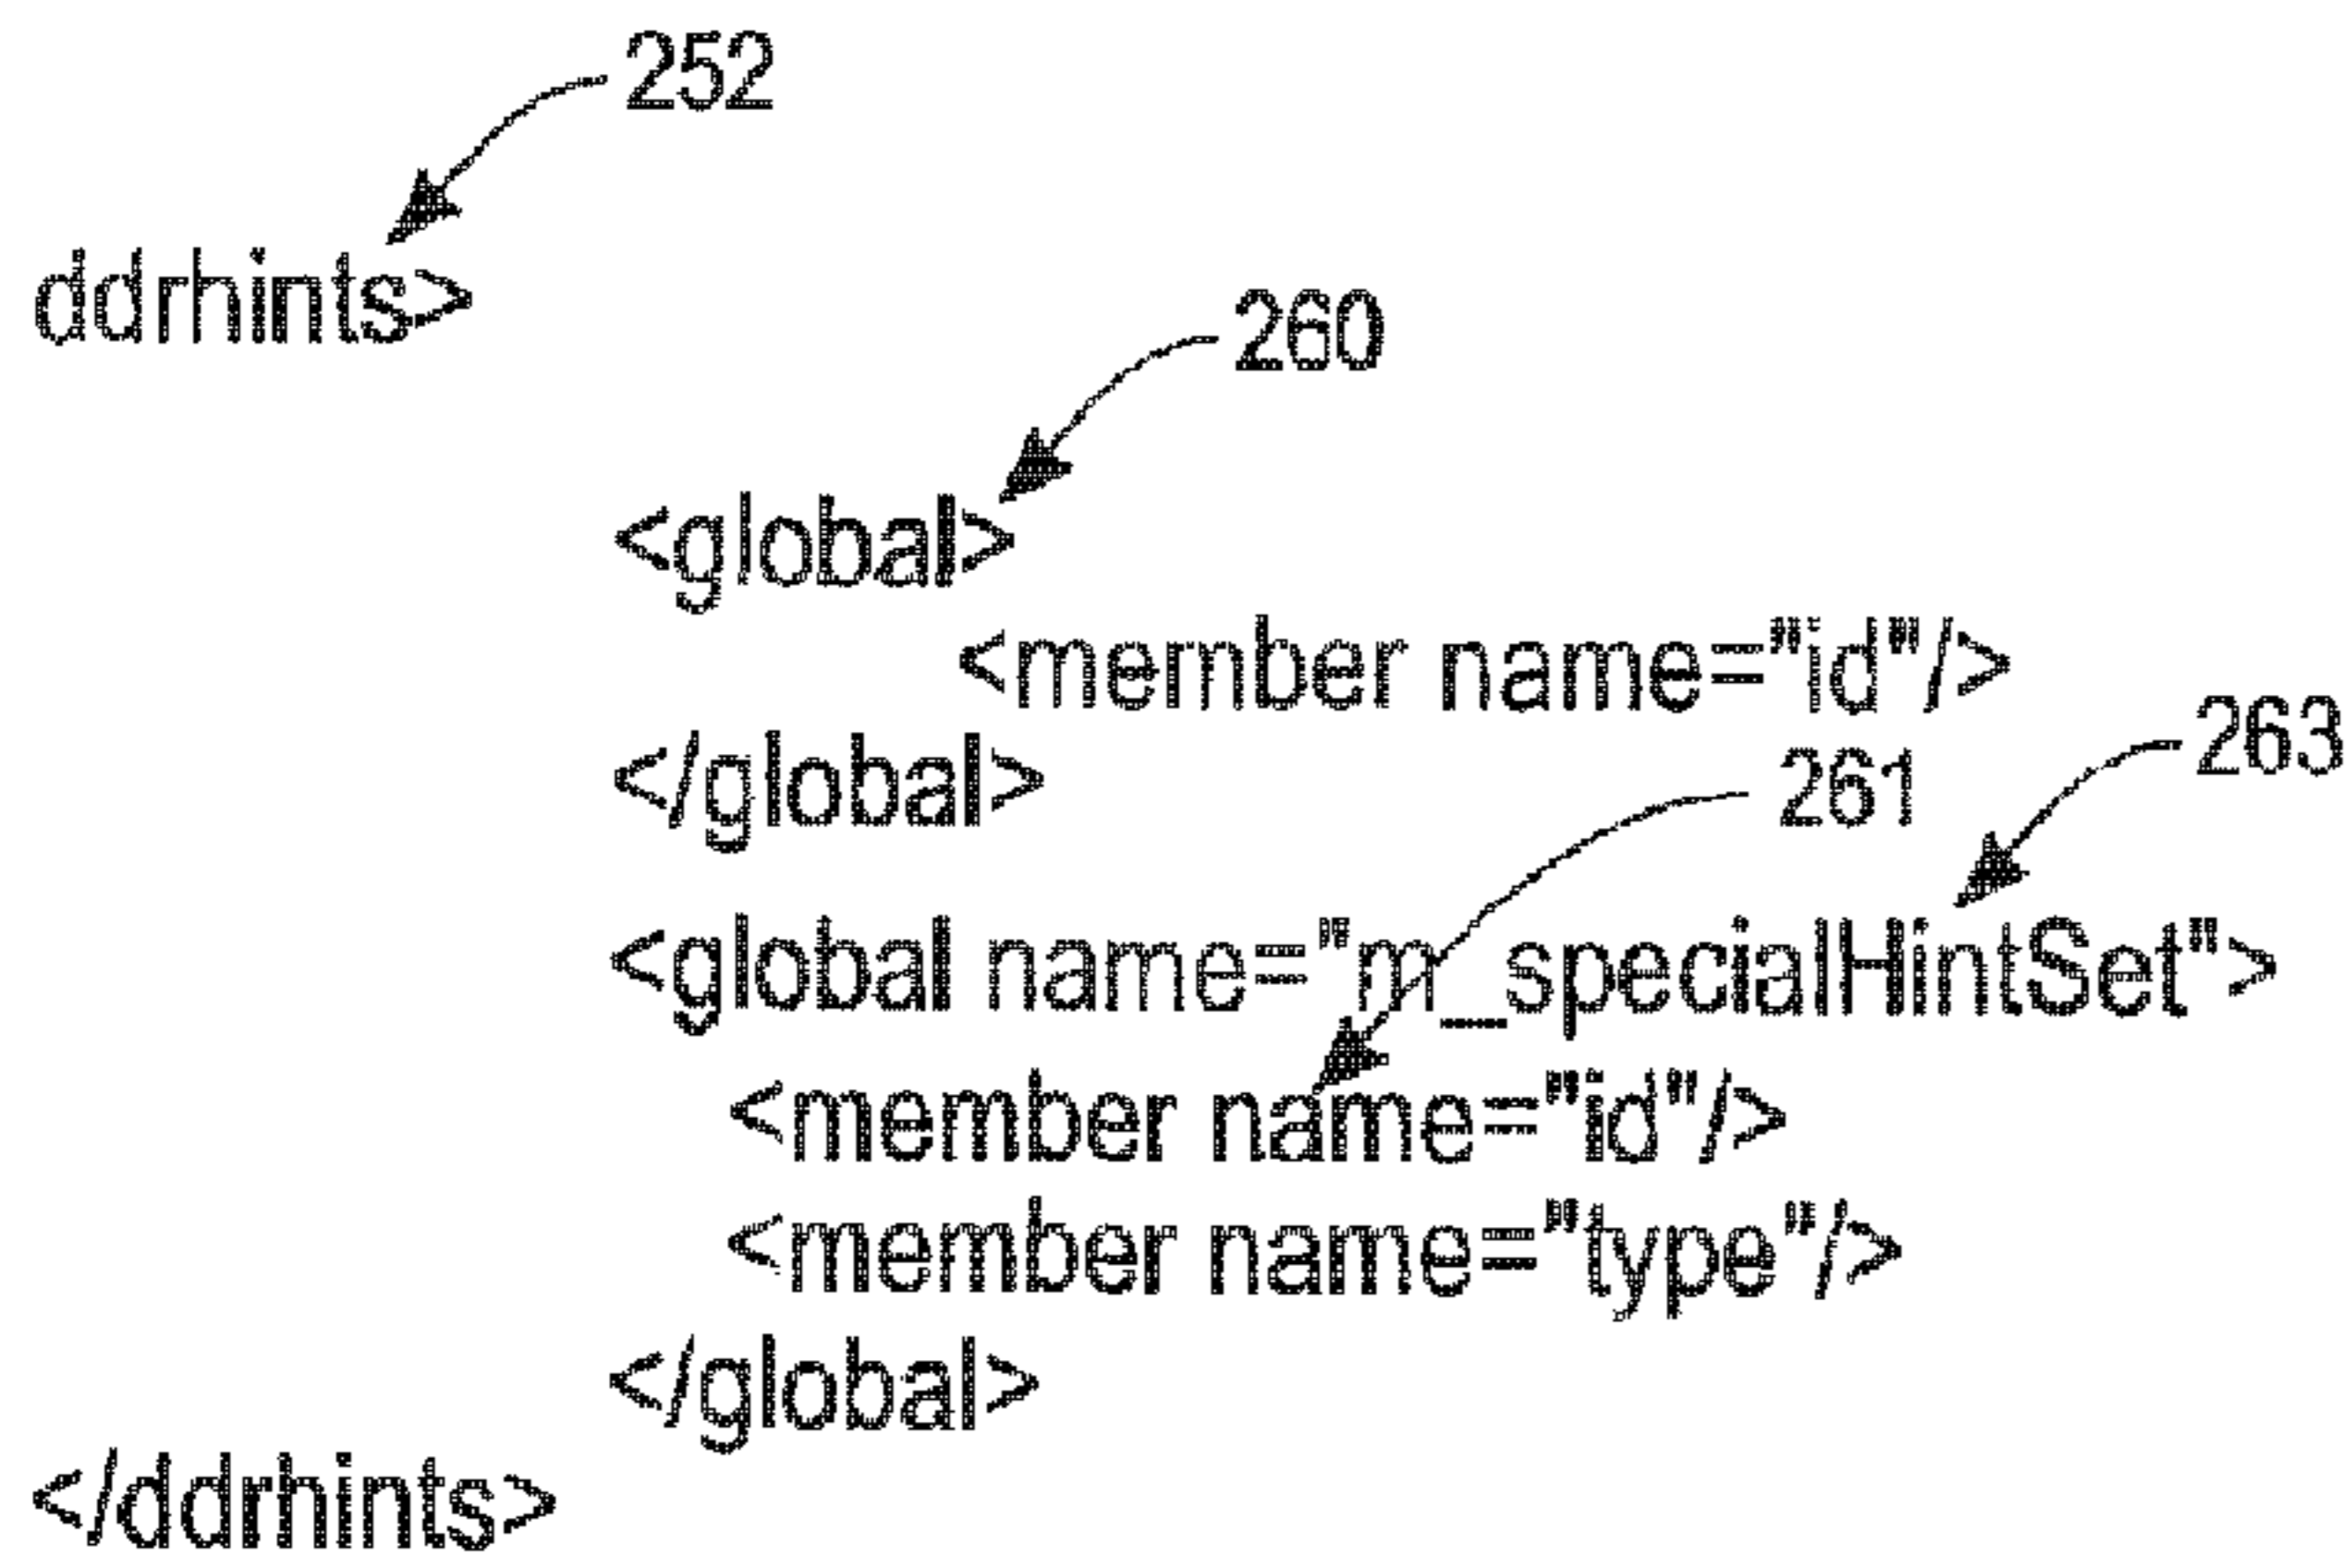 252
ddrhints>
260
<global>
<member name="id"/>
263
</global>
261
<global name="m_specialHintSet">
<member name="id"/>
<member name="type"/>
</global>
</ddrhints>